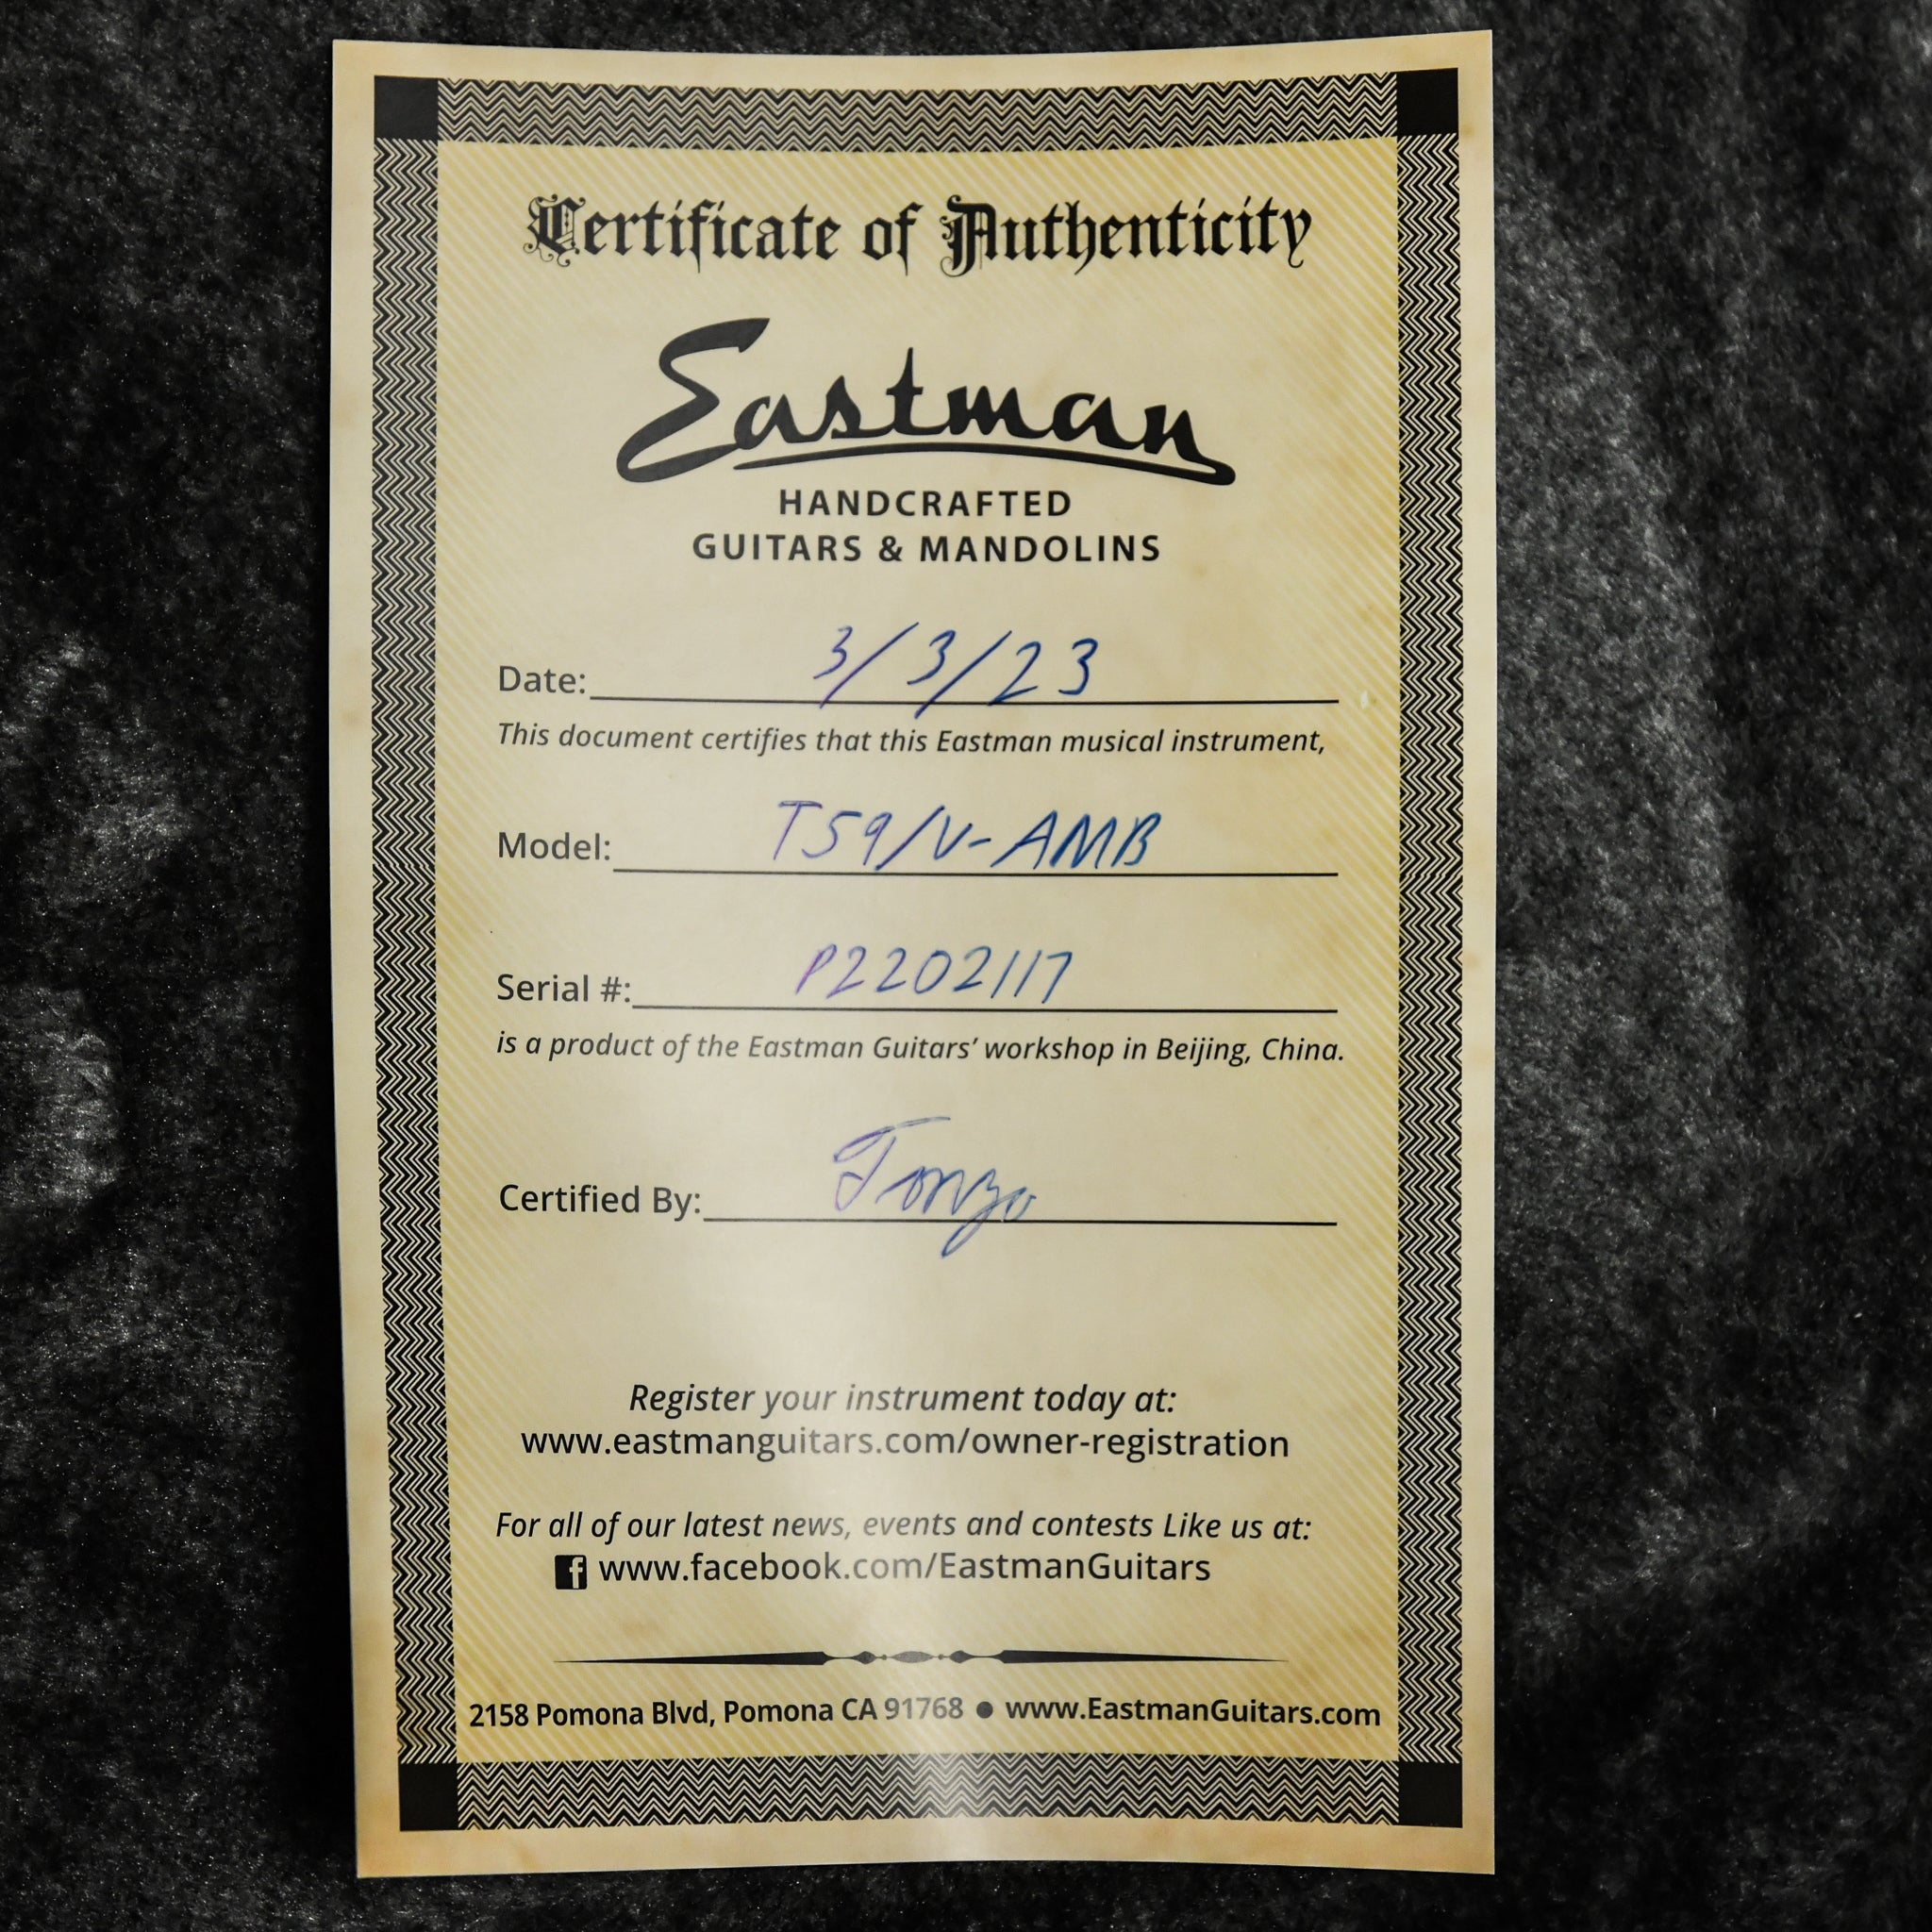 Certificate of Authenticity
Eastman
HANDCRAFTED
GUITARS & MANDOLINS
Date: 3/3/23
This document certifies that this Eastman musical instrument,
Model: T59/V-AMB
Serial #: P2202117
is a product of the Eastman Guitars' workshop in Beijing, China.
Certified By:
Register your instrument today at:
www.eastmanguitars.com/owner-registration
For all of our latest news, events and contests Like us at:
f www.facebook.com/EastmanGuitars
2158 Pomona Blvd, Pomona CA 91768 ● www.EastmanGuitars.com